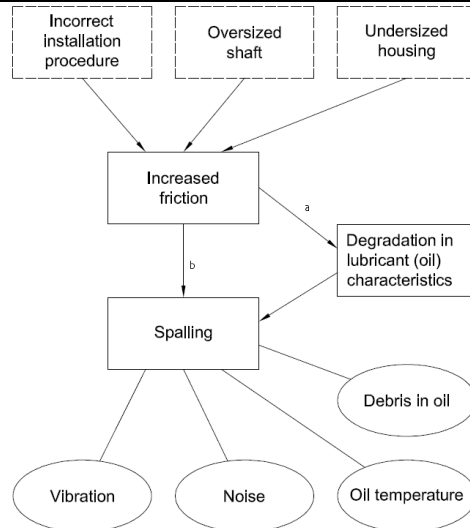 Incorrect
installation
procedure
Oversized
shaft
Undersized
housing
Increased
friction
a
Degradation in
lubricant (oil)
characteristics
b
Spalling
Debris in oil
Vibration
Noise
Oil temperature